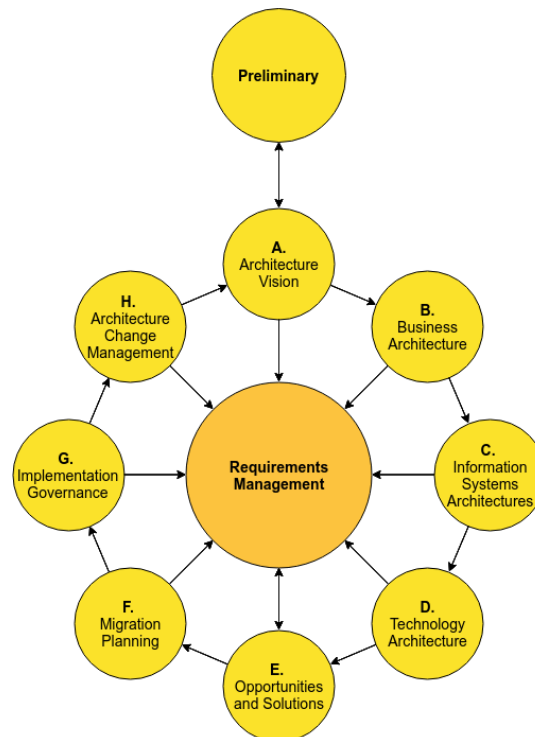 Preliminary
A.
Architecture
Vision
B.
Business
Architecture
C.
Information
Systems
Architectures
D.
Technology
Architecture
E.
Opportunities
and Solutions
F.
Migration
Planning
G.
Implementation
Governance
H.
Architecture
Change
Management
Requirements
Management